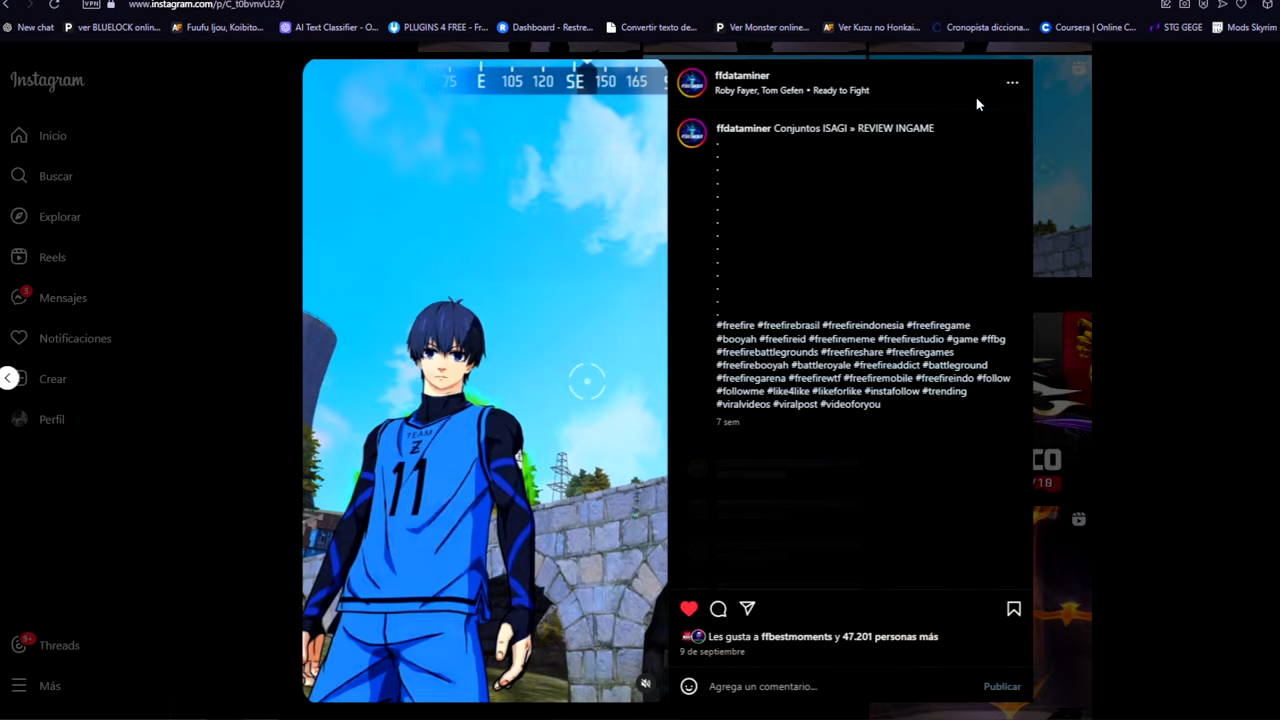 VPN
www.instagram.com/p/C_t0bvnvU23/
New chat
ver BLUELOCK onlin...
Fuufu Ijou, Koibito...
AI Text Classifier - O...
PLUGINS 4 FREE - Fr...
Dashboard - Restre...
Convertir texto de...
Ver Monster online...
Ver Kuzu no Honkai...
Cronopista dicciona...
Coursera | Online C...
STG GEGE
Mods Skyrim
Instagram
Inicio
Buscar
Explorar
Reels
3
Mensajes
Notificaciones
Crear
Perfil
9+
Threads
Más
75 E 105 120 SE 150 165
TEAM
Z
11
ffdataminer
Roby Fayer, Tom Gefen • Ready to Fight
ffdataminer Conjuntos ISAGI » REVIEW INGAME
.
.
.
.
.
.
.
.
.
.
.
.
.
.
#freefire #freefirebrasil #freefireindonesia #freefiregame
#booyah #freefireid #freefirememe #freefirestudio #game #ffbg
#freefirebattlegrounds #freefireshare #freefiregames
#freefirebooyah #battleroyale #freefireaddict #battleground
#freefiregarena #freefirewtf #freefiremobile #freefireindo #follow
#followme #like4like #likeforlike #instafollow #trending
#viralvideos #viralpost #videoforyou
7 sem
Les gusta a ffbestmoments y 47.201 personas más
9 de septiembre
Agrega un comentario...
Publicar
CO
/10